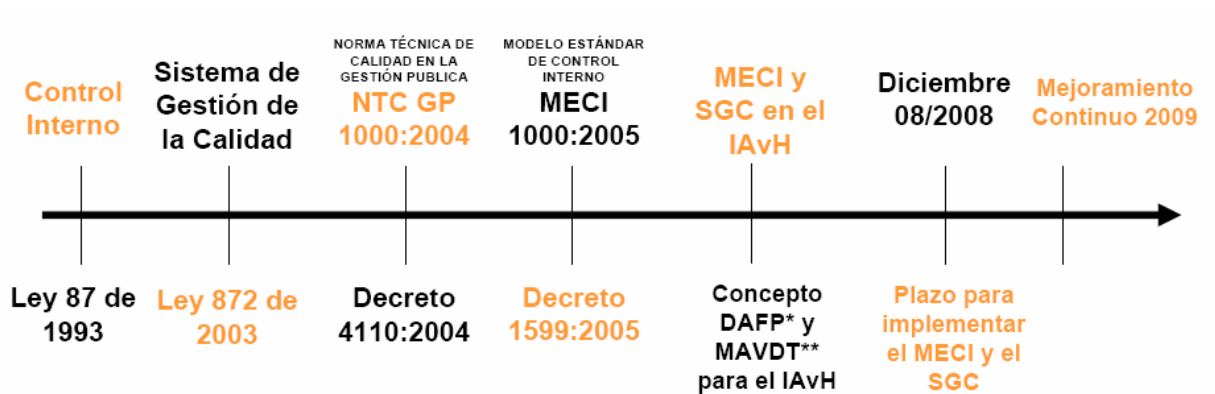 Control
Interno
Sistema de
Gestión de
la Calidad
NORMA TÉCNICA DE
CALIDAD EN LA
GESTIÓN PUBLICA
NTC GP
1000:2004
MODELO ESTÁNDAR
DE CONTROL
INTERNO
MECI
1000:2005
MECI y
SGC en el
IAvH
Diciembre
08/2008
Mejoramiento
Continuo 2009
Ley 87 de
1993
Ley 872 de
2003
Decreto
4110:2004
Decreto
1599:2005
Concepto
DAFP* y
MAVDT**
para el IAvH
Plazo para
implementar
el MECI y el
SGC